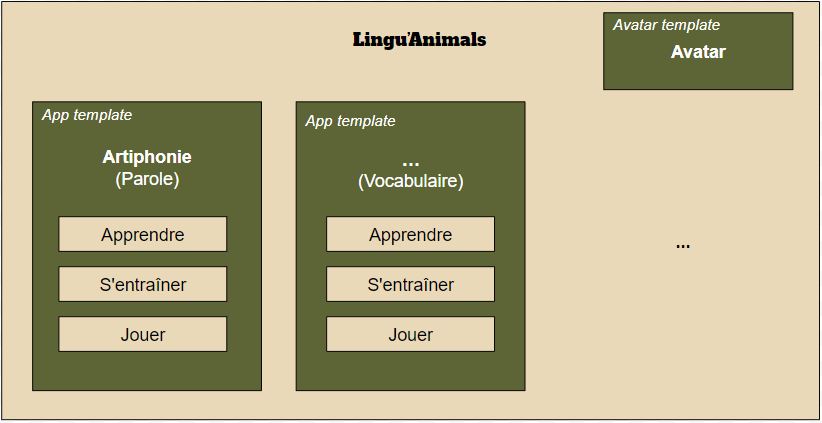 Lingu'Animals
Avatar template
Avatar
App template
Artiphonie
(Parole)
Apprendre
S'entraîner
Jouer
App template
...
(Vocabulaire)
Apprendre
S'entraîner
Jouer
...